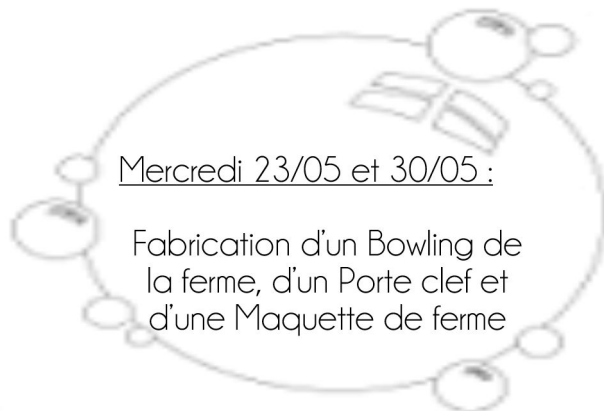 Mercredi 23/05 et 30/05 :
Fabrication d'un Bowling de
la ferme, d'un Porte clef et
d'une Maquette de ferme